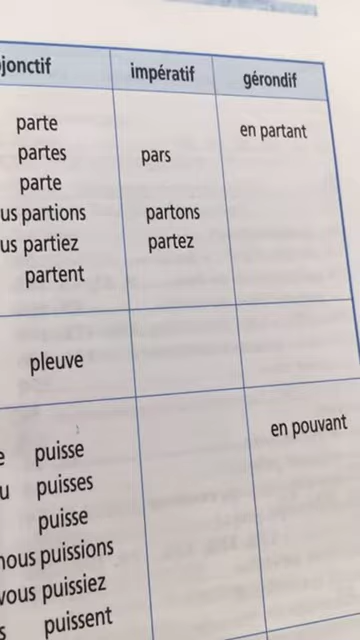 jonctif impératif gérondif
parte en partant
partes pars
parte
us partions partons
us partiez partez
partent
pleuve
e puisse en pouvant
u puisses
puisse
nous puissions
vous puissiez
s puissent